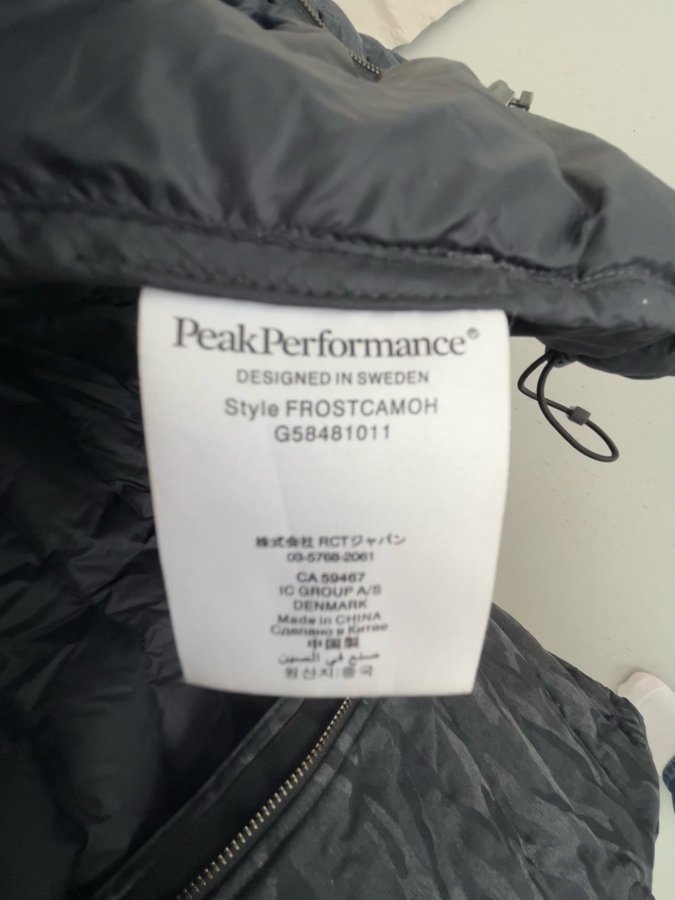 PeakPerformance®
DESIGNED IN SWEDEN
Style FROSTCAMOH
G58481011
株式会社 RCTジャパン
03-5768-2061
CA 59467
IC GROUP A/S
DENMARK
Made in CHINA
Сделано в Китае
中国製
صنع في الصين
원산지:중국